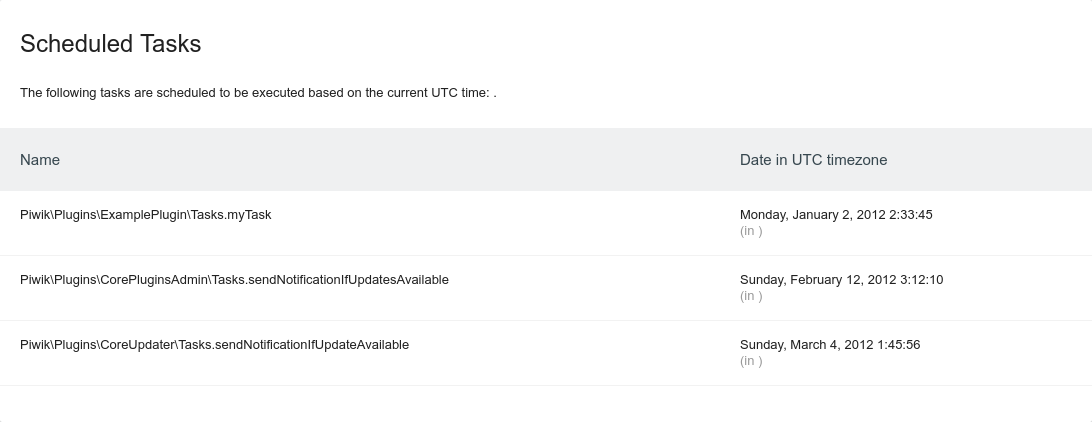 Scheduled Tasks
The following tasks are scheduled to be executed based on the current UTC time: .
Name Date in UTC timezone
Piwik\Plugins\ExamplePlugin\Tasks.myTask Monday, January 2, 2012 2:33:45
(in )
Piwik\Plugins\CorePluginsAdmin\Tasks.sendNotificationIfUpdatesAvailable Sunday, February 12, 2012 3:12:10
(in )
Piwik\Plugins\CoreUpdater\Tasks.sendNotificationIfUpdateAvailable Sunday, March 4, 2012 1:45:56
(in )